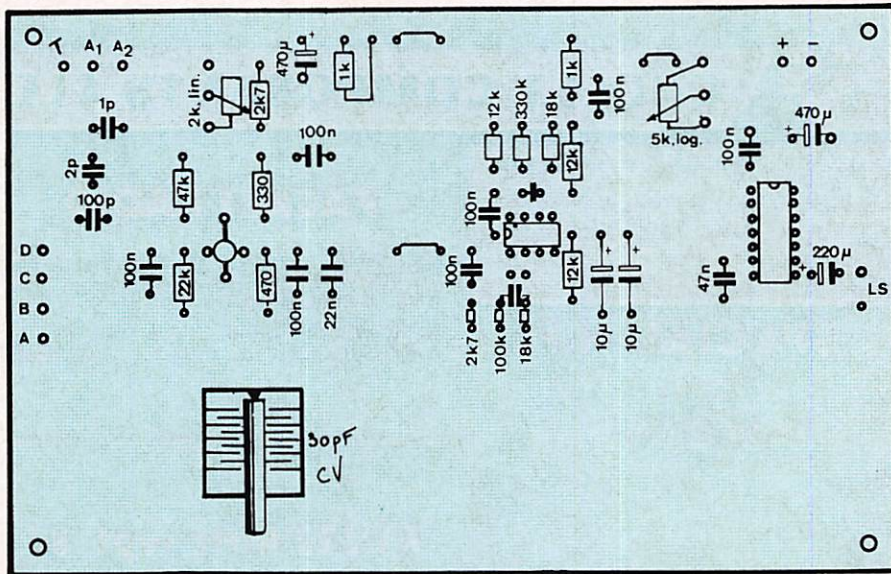 T A1 A2
470µ
+
1k
2k, lin.
2k7
1p
100n
2p
47k
330
100p
12k
330k
18k
1k
100n
12k
5k, log.
+ -
470µ
+
100n
100n
D
C
B
A
100n
22k
470
100n
22n
100n
12k
+
+
10µ
10µ
2k7
100k
18k
47n
220µ
+
LS
30pF
CV